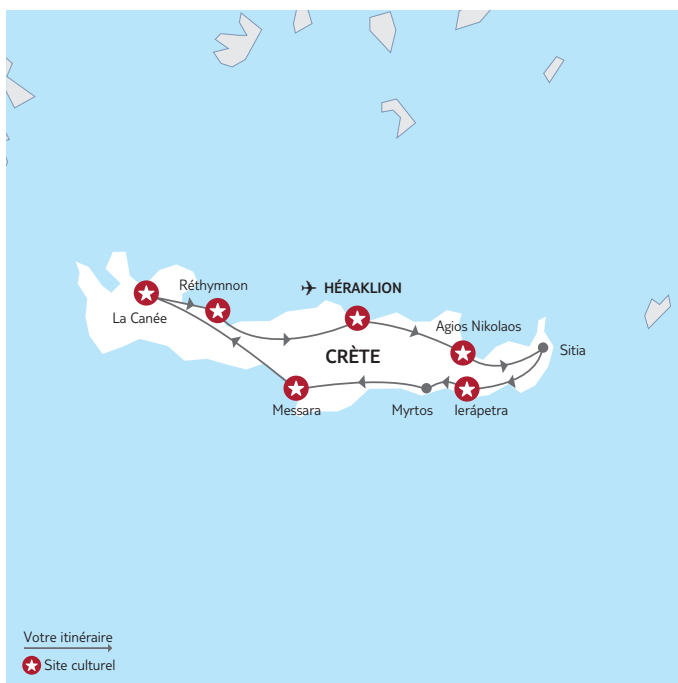 Réthymnon
HÉRAKLION
La Canée
Agios Nikolaos
CRÈTE
Sitia
Messara
Myrtos
Ierápetra
Votre itinéraire
Site culturel